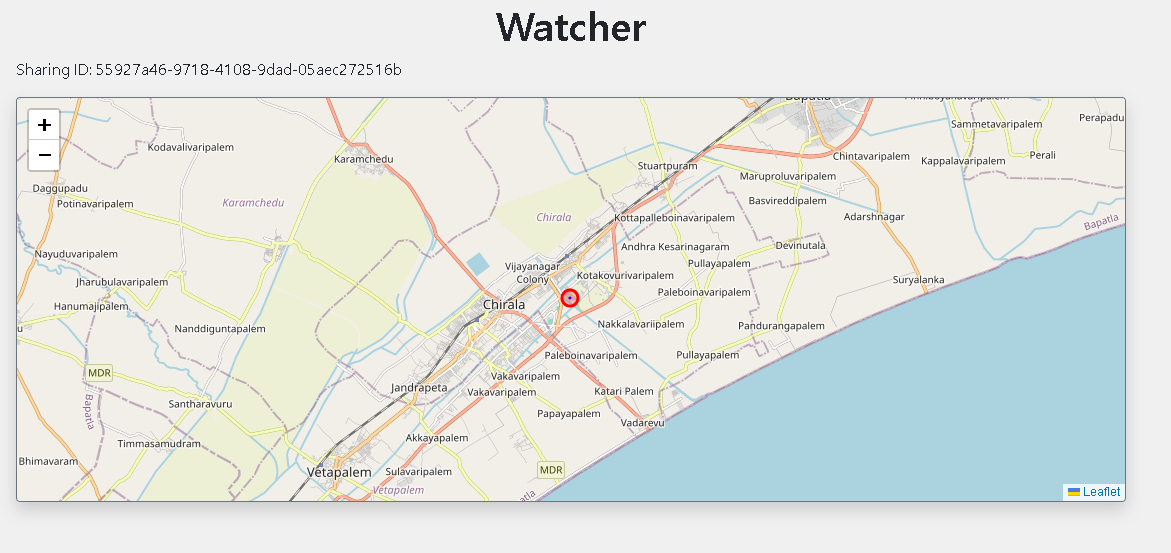 Watcher
Sharing ID: 55927a46-9718-4108-9dad-05aec272516b
+
−
Bapatla
Sammetavaripalem
Perapadu
Kodavalivaripalem
Karamchedu
Stuartpuram
Chintavaripalem
Kappalavaripalem
Perali
Daggupadu
Potinavaripalem
Karamchedu
Maruproluvaripalem
Basvireddipalem
Chirala
Kottapalleboinavaripalem
Adarshnagar
Bapatla
Nayuduvaripalem
Andhra Kesarinagaram
Devinutala
Vijayanagar
Colony
Kotakovurivaripalem
Pullayapalem
Jharubulavaripalem
Suryalanka
Hanumajipalem
Chirala
Paleboinavaripalem
u
Nanddiguntapalem
Nakkalavariipalem
Pandurangapalem
Paleboinavaripalem
Pullayapalem
MDR
Vakavaripalem
Jandrapeta
Vakavaripalem
Katari Palem
Bapatla
Santharavuru
Papayapalem
Vadarevu
Timmasamudram
Akkayapalem
Bhimavaram
Vetapalem
Sulavaripalem
MDR
Vetapalem
atla
Leaflet